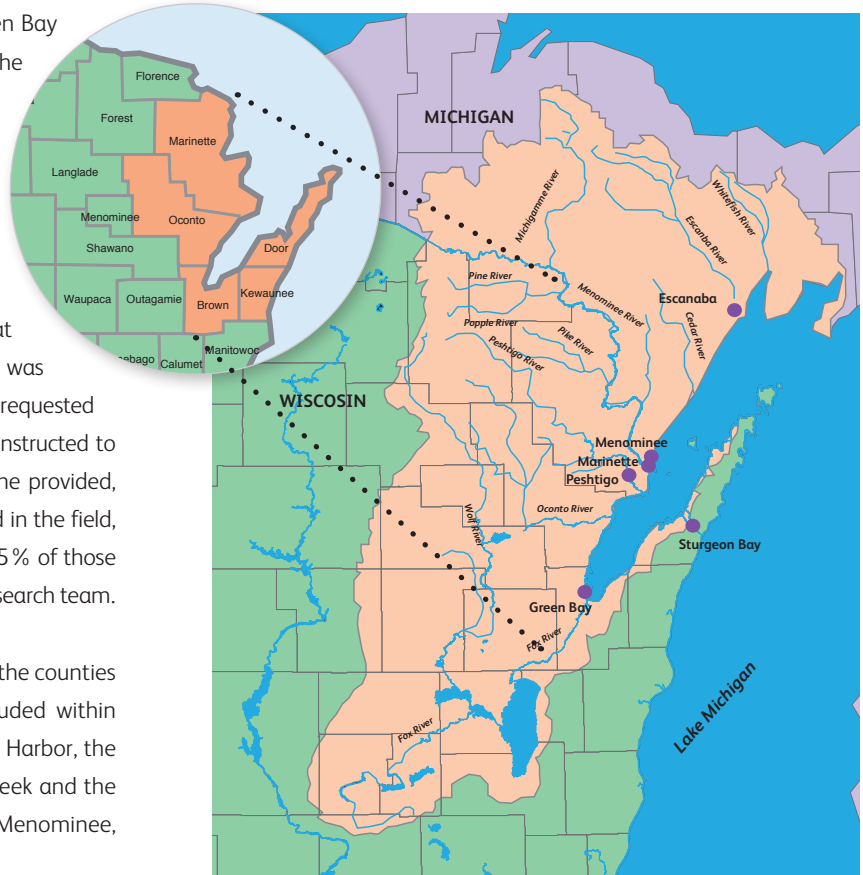 en Bay
he
at
was
requested
nstructed to
ne provided,
d in the field,
5% of those
search team.
the counties
uded within
Harbor, the
eek and the
Menominee,
Florence
Forest
Marinette
Langlade
Menominee
Oconto
Shawano
Door
Waupaca
Outagamie
Brown
Kewaunee
ebago
Calumet
Manitowoc
MICHIGAN
WISCOSIN
Michigamme River
Whitefish River
Escanba River
Pine River
Menominee River
Escanaba
Cedar River
Popple River
Pike River
Peshtigo River
Menominee
Marinette
Peshtigo
Wolf River
Oconto River
Sturgeon Bay
Green Bay
Fox River
Fox River
Lake Michigan